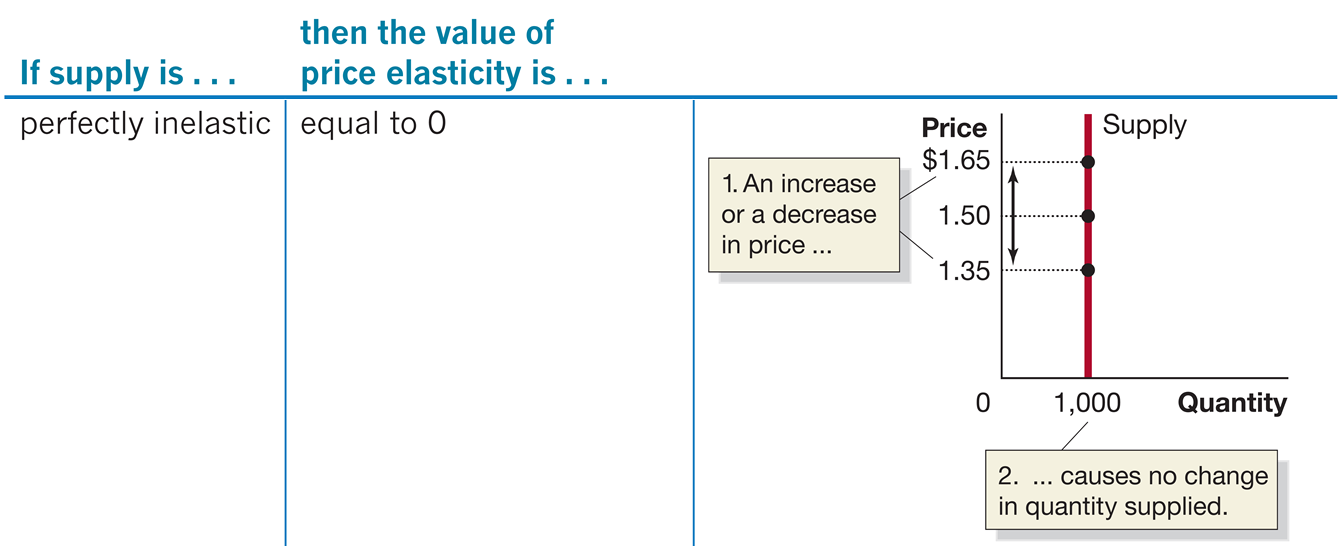 If supply is . . .
then the value of
price elasticity is . . .
perfectly inelastic
equal to 0
Price
Supply
$1.65
1.50
1.35
1. An increase
or a decrease
in price ...
0
1,000
Quantity
2. ... causes no change
in quantity supplied.